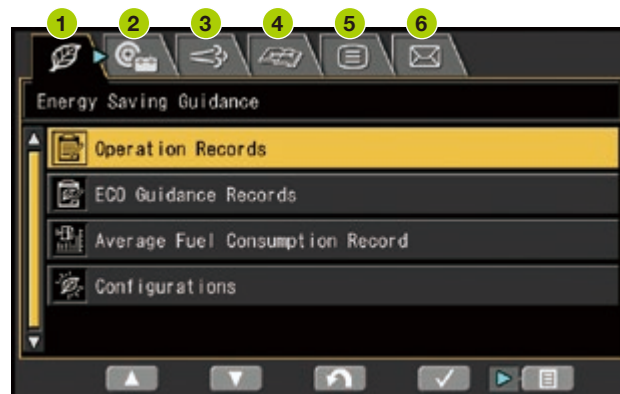 1 2 3 4 5 6
Energy Saving Guidance
Operation Records
ECO Guidance Records
Average Fuel Consumption Record
Configurations